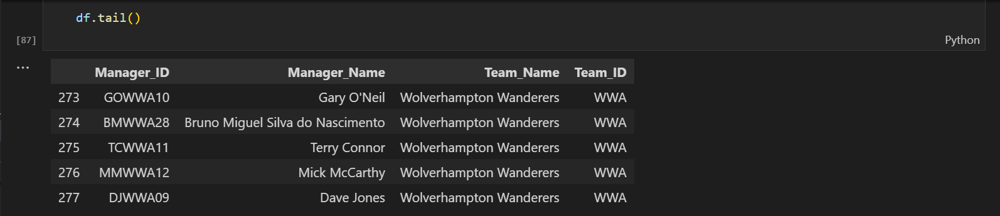 df.tail()
[87]
Python
...
Manager_ID Manager_Name Team_Name Team_ID
273 GOWWA10 Gary O'Neil Wolverhampton Wanderers WWA
274 BMWWA28 Bruno Miguel Silva do Nascimento Wolverhampton Wanderers WWA
275 TCWWA11 Terry Connor Wolverhampton Wanderers WWA
276 MMWWA12 Mick McCarthy Wolverhampton Wanderers WWA
277 DJWWA09 Dave Jones Wolverhampton Wanderers WWA